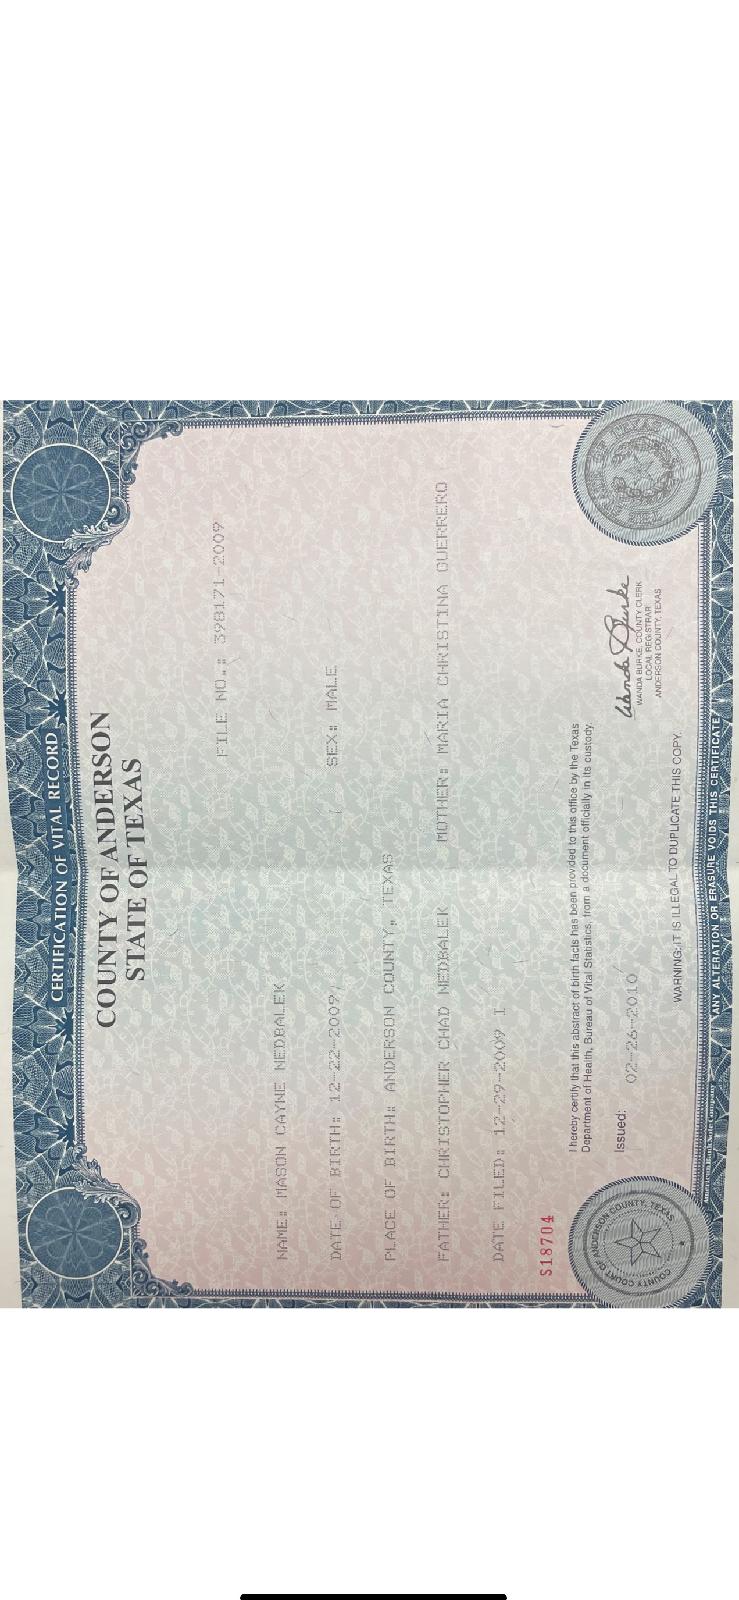 CERTIFICATION OF VITAL RECORD
COUNTY OF ANDERSON
STATE OF TEXAS
FILE NO.: 398171-2009
NAME: MASON CAYNE NEDBALEK
DATE OF BIRTH: 12-22-2009 SEX: MALE
PLACE OF BIRTH: ANDERSON COUNTY, TEXAS
FATHER: CHRISTOPHER CHAD NEDBALEK MOTHER: MARIA CHRISTINA GUERRERO
DATE FILED: 12-29-2009 I
S18704
I hereby certify that this abstract of birth facts has been provided to this office by the Texas
Department of Health, Bureau of Vital Statistics, from a document officially in its custody.
Issued: 02-26-2010
Wanda Burke
WANDA BURKE, COUNTY CLERK
LOCAL REGISTRAR
ANDERSON COUNTY, TEXAS
COUNTY COURT OF ANDERSON COUNTY, TEXAS
WARNING: IT IS ILLEGAL TO DUPLICATE THIS COPY.
ANY ALTERATION OR ERASURE VOIDS THIS CERTIFICATE